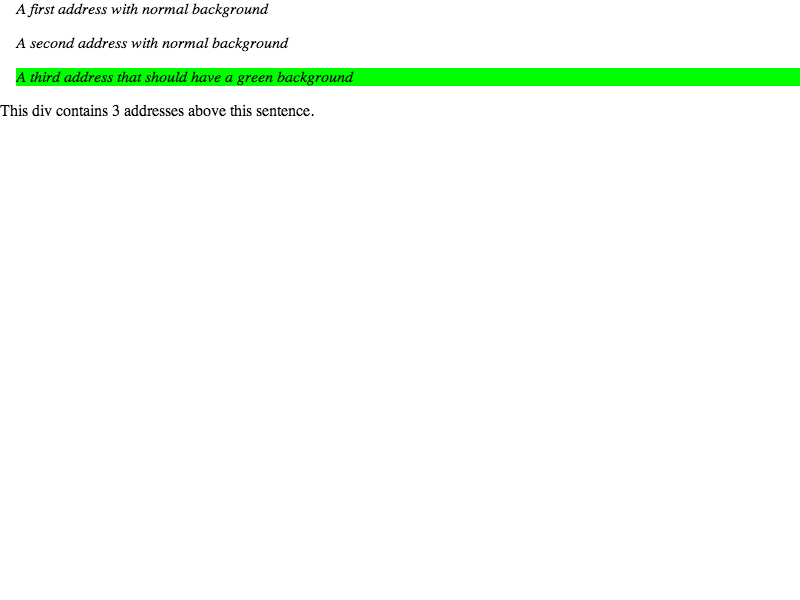 A first address with normal background
A second address with normal background
A third address that should have a green background
This div contains 3 addresses above this sentence.